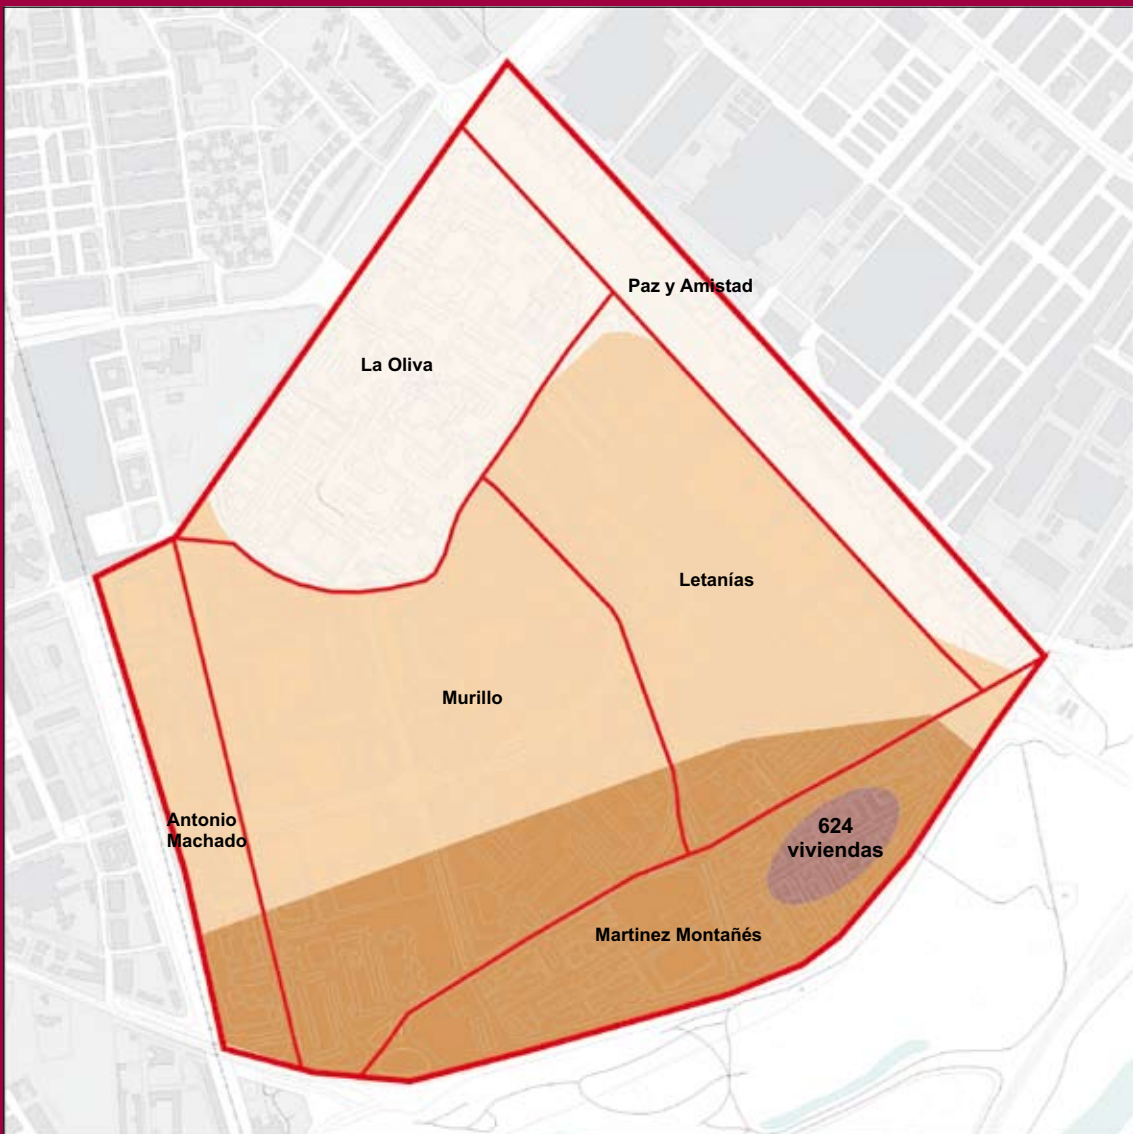 Paz y Amistad
La Oliva
Letanías
Murillo
Antonio
Machado
624
viviendas
Martinez Montañés